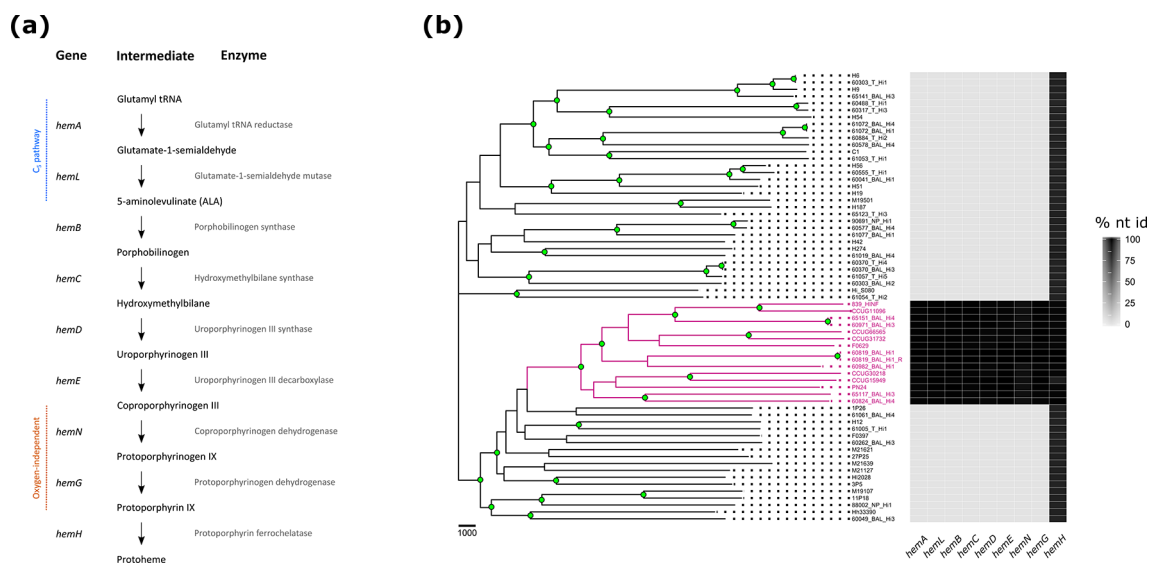 (a)
Gene Intermediate Enzyme
Glutamyl tRNA
hemA Glutamyl tRNA reductase
Glutamate-1-semialdehyde
hemL Glutamate-1-semialdehyde mutase
5-aminolevulinate (ALA)
hemB Porphobilinogen synthase
Porphobilinogen
hemC Hydroxymethylbilane synthase
Hydroxymethylbilane
hemD Uroporphyrinogen III synthase
Uroporphyrinogen III
hemE Uroporphyrinogen III decarboxylase
Coproporphyrinogen III
hemN Coproporphyrinogen dehydrogenase
Protoporphyrinogen IX
hemG Protoporphyrinogen dehydrogenase
Protoporphyrin IX
hemH Protoporphyrin ferrochelatase
Protoheme
C5 pathway
Oxygen-independent
(b)
H6
60303_T_Hi1
H9
65141_BAL_Hi3
60488_T_Hi1
60317_T_Hi3
H54
61072_BAL_Hi4
61072_BAL_Hi1
60884_T_Hi2
60578_BAL_Hi4
C1
61053_T_Hi1
H56
60555_T_Hi1
60041_BAL_Hi1
H51
H19
M19501
H187
65123_T_Hi3
90691_NP_Hi1
60577_BAL_Hi4
61077_BAL_Hi1
H42
H274
61019_BAL_Hi4
60370_T_Hi4
60370_BAL_Hi3
61057_T_Hi5
60303_BAL_Hi2
Hi_S080
61054_T_Hi2
839_HiNF
CCUG11096
65151_BAL_Hi4
60971_BAL_Hi3
CCUG66565
CCUG31732
F0629
60819_BAL_Hi1
60819_BAL_Hi1_R
60982_BAL_Hi1
CCUG30218
CCUG15949
PN24
65117_BAL_Hi3
60824_BAL_Hi4
1P26
61061_BAL_Hi4
H12
61005_T_Hi1
F0397
60262_BAL_Hi3
M21621
27P25
M21639
M21127
Hi2028
3P5
M19107
11P18
88002_NP_Hi1
Hh33390
60049_BAL_Hi3
1000
hemA hemL hemB hemC hemD hemE hemN hemG hemH
% nt id
100
75
50
25
0